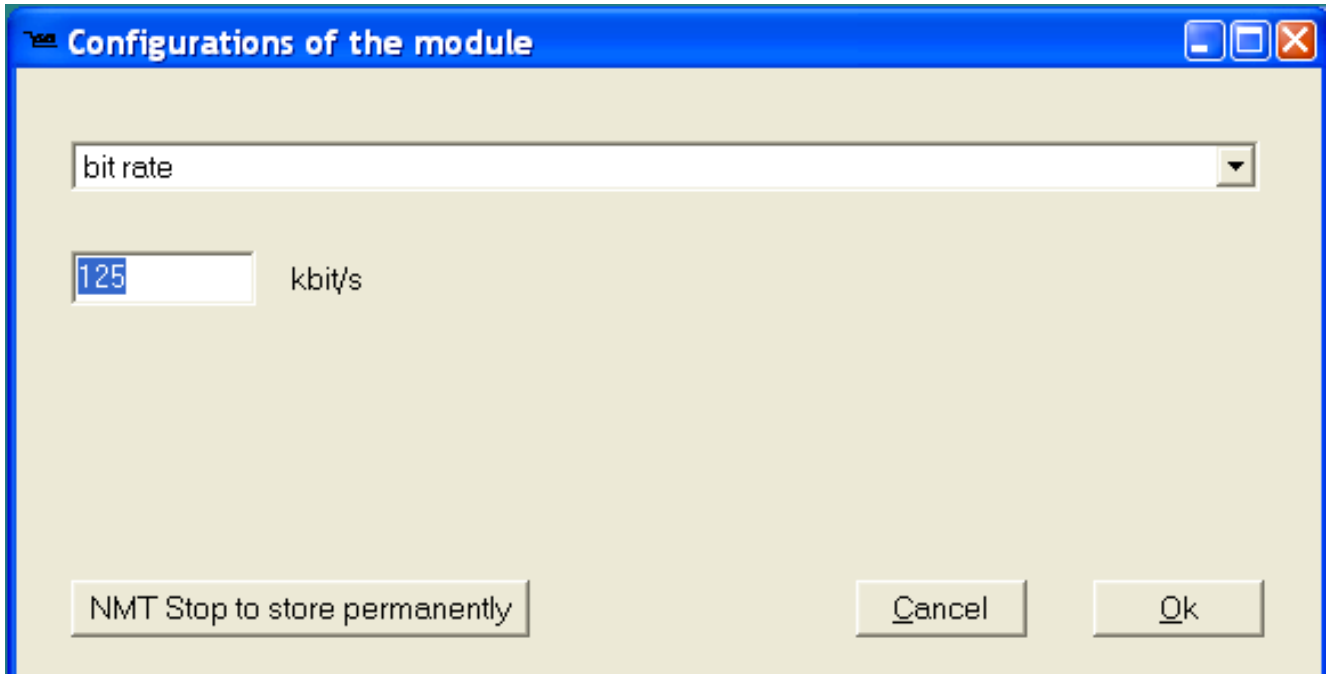 Configurations of the module
bit rate
125 kbit/s
NMT Stop to store permanently Cancel Ok